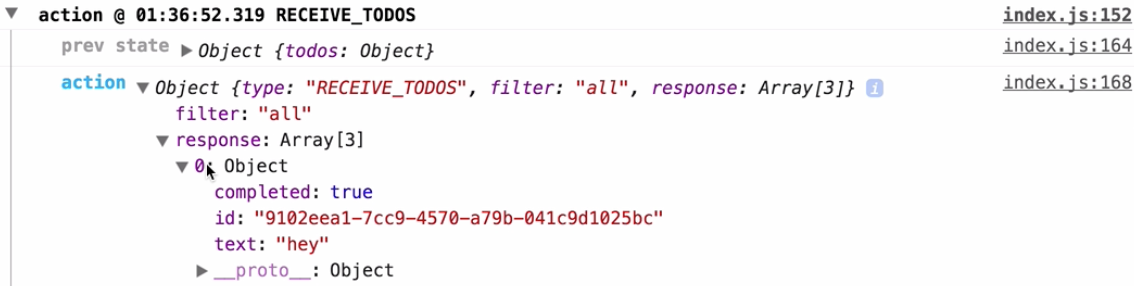 ▼ action @ 01:36:52.319 RECEIVE_TODOS index.js:152
prev state ▶ Object {todos: Object} index.js:164
action ▼ Object {type: "RECEIVE_TODOS", filter: "all", response: Array[3]} i index.js:168
filter: "all"
▼ response: Array[3]
▼ 0: Object
completed: true
id: "9102eea1-7cc9-4570-a79b-041c9d1025bc"
text: "hey"
▶ __proto__: Object